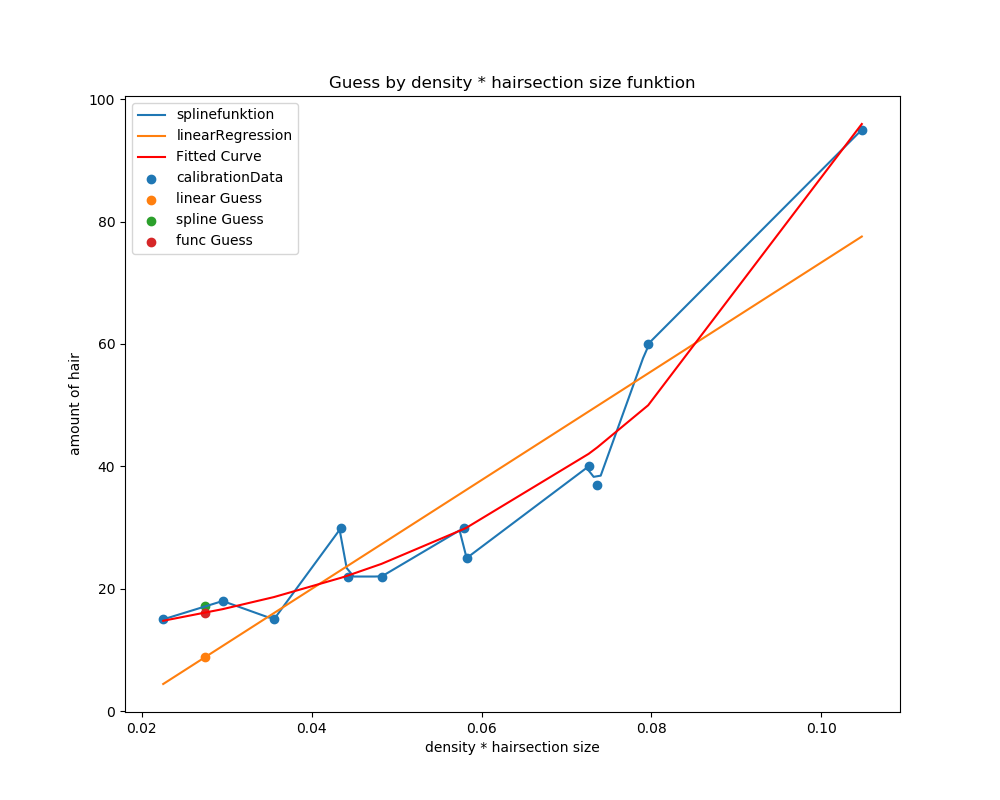 Guess by density * hairsection size funktion
100
80
60
40
20
0
amount of hair
splinefunktion
linearRegression
Fitted Curve
calibrationData
linear Guess
spline Guess
func Guess
0.02
0.04
0.06
0.08
0.10
density * hairsection size